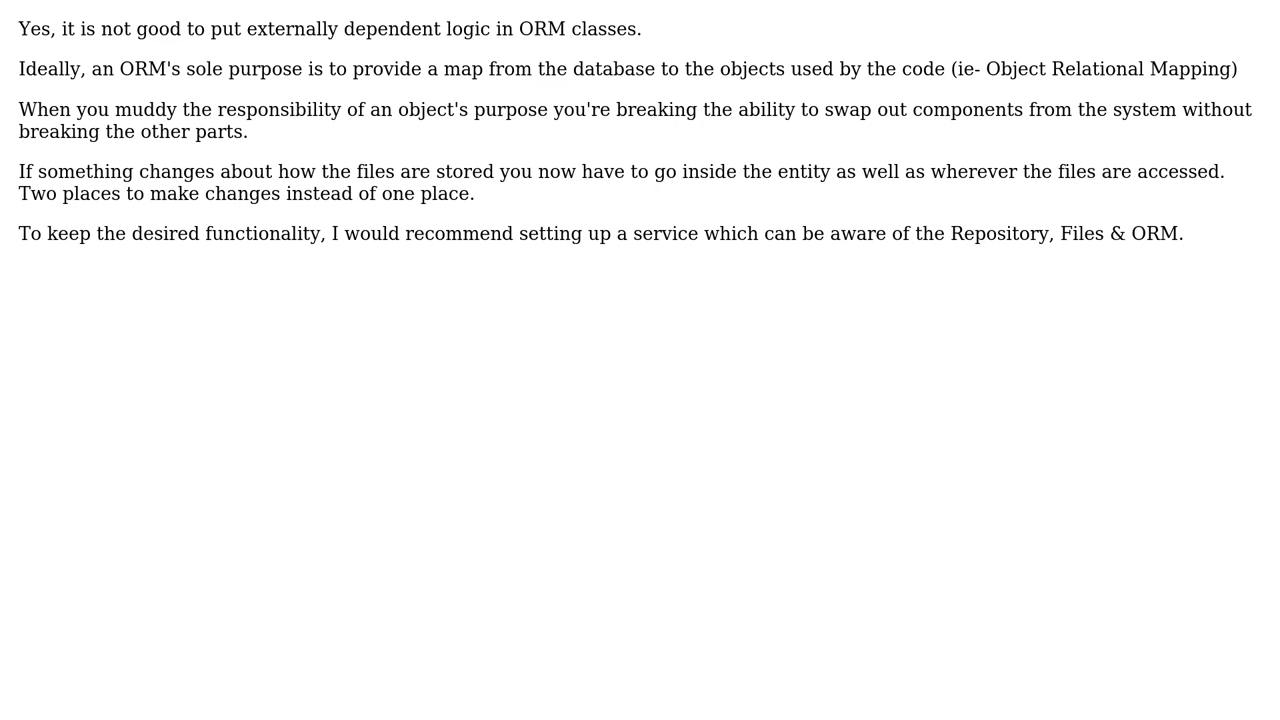 Yes, it is not good to put externally dependent logic in ORM classes.
Ideally, an ORM's sole purpose is to provide a map from the database to the objects used by the code (ie- Object Relational Mapping)
When you muddy the responsibility of an object's purpose you're breaking the ability to swap out components from the system without
breaking the other parts.
If something changes about how the files are stored you now have to go inside the entity as well as wherever the files are accessed.
Two places to make changes instead of one place.
To keep the desired functionality, I would recommend setting up a service which can be aware of the Repository, Files & ORM.